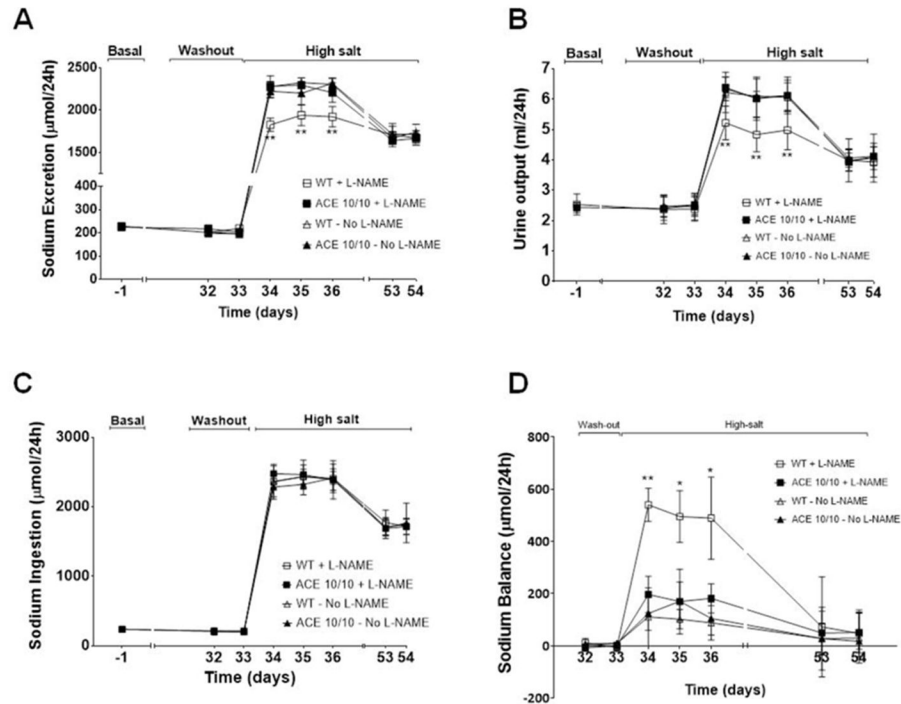 A
Basal Washout High salt
Sodium Excretion (μmol/24h)
2500
2000
1500
400
300
200
100
0
WT + L-NAME
ACE 10/10 + L-NAME
WT - No L-NAME
ACE 10/10 - No L-NAME
** ** **
-1 32 33 34 35 36 53 54
Time (days)
B
Basal Washout High salt
Urine output (ml/24h)
7
6
5
4
3
2
1
0
** ** **
WT + L-NAME
ACE 10/10 + L-NAME
WT - No L-NAME
ACE 10/10 - No L-NAME
-1 32 33 34 35 36 53 54
Time (days)
C
Basal Washout High salt
Sodium Ingestion (μmol/24h)
3000
2000
1000
0
WT + L-NAME
ACE 10/10 + L-NAME
WT - No L-NAME
ACE 10/10 - No L-NAME
-1 32 33 34 35 36 53 54
Time (days)
D
Wash-out High-salt
Sodium Balance (μmol/24h)
800
600
400
200
0
-200
** * *
WT + L-NAME
ACE 10/10 + L-NAME
WT - No L-NAME
ACE 10/10 - No L-NAME
32 33 34 35 36 53 54
Time (days)